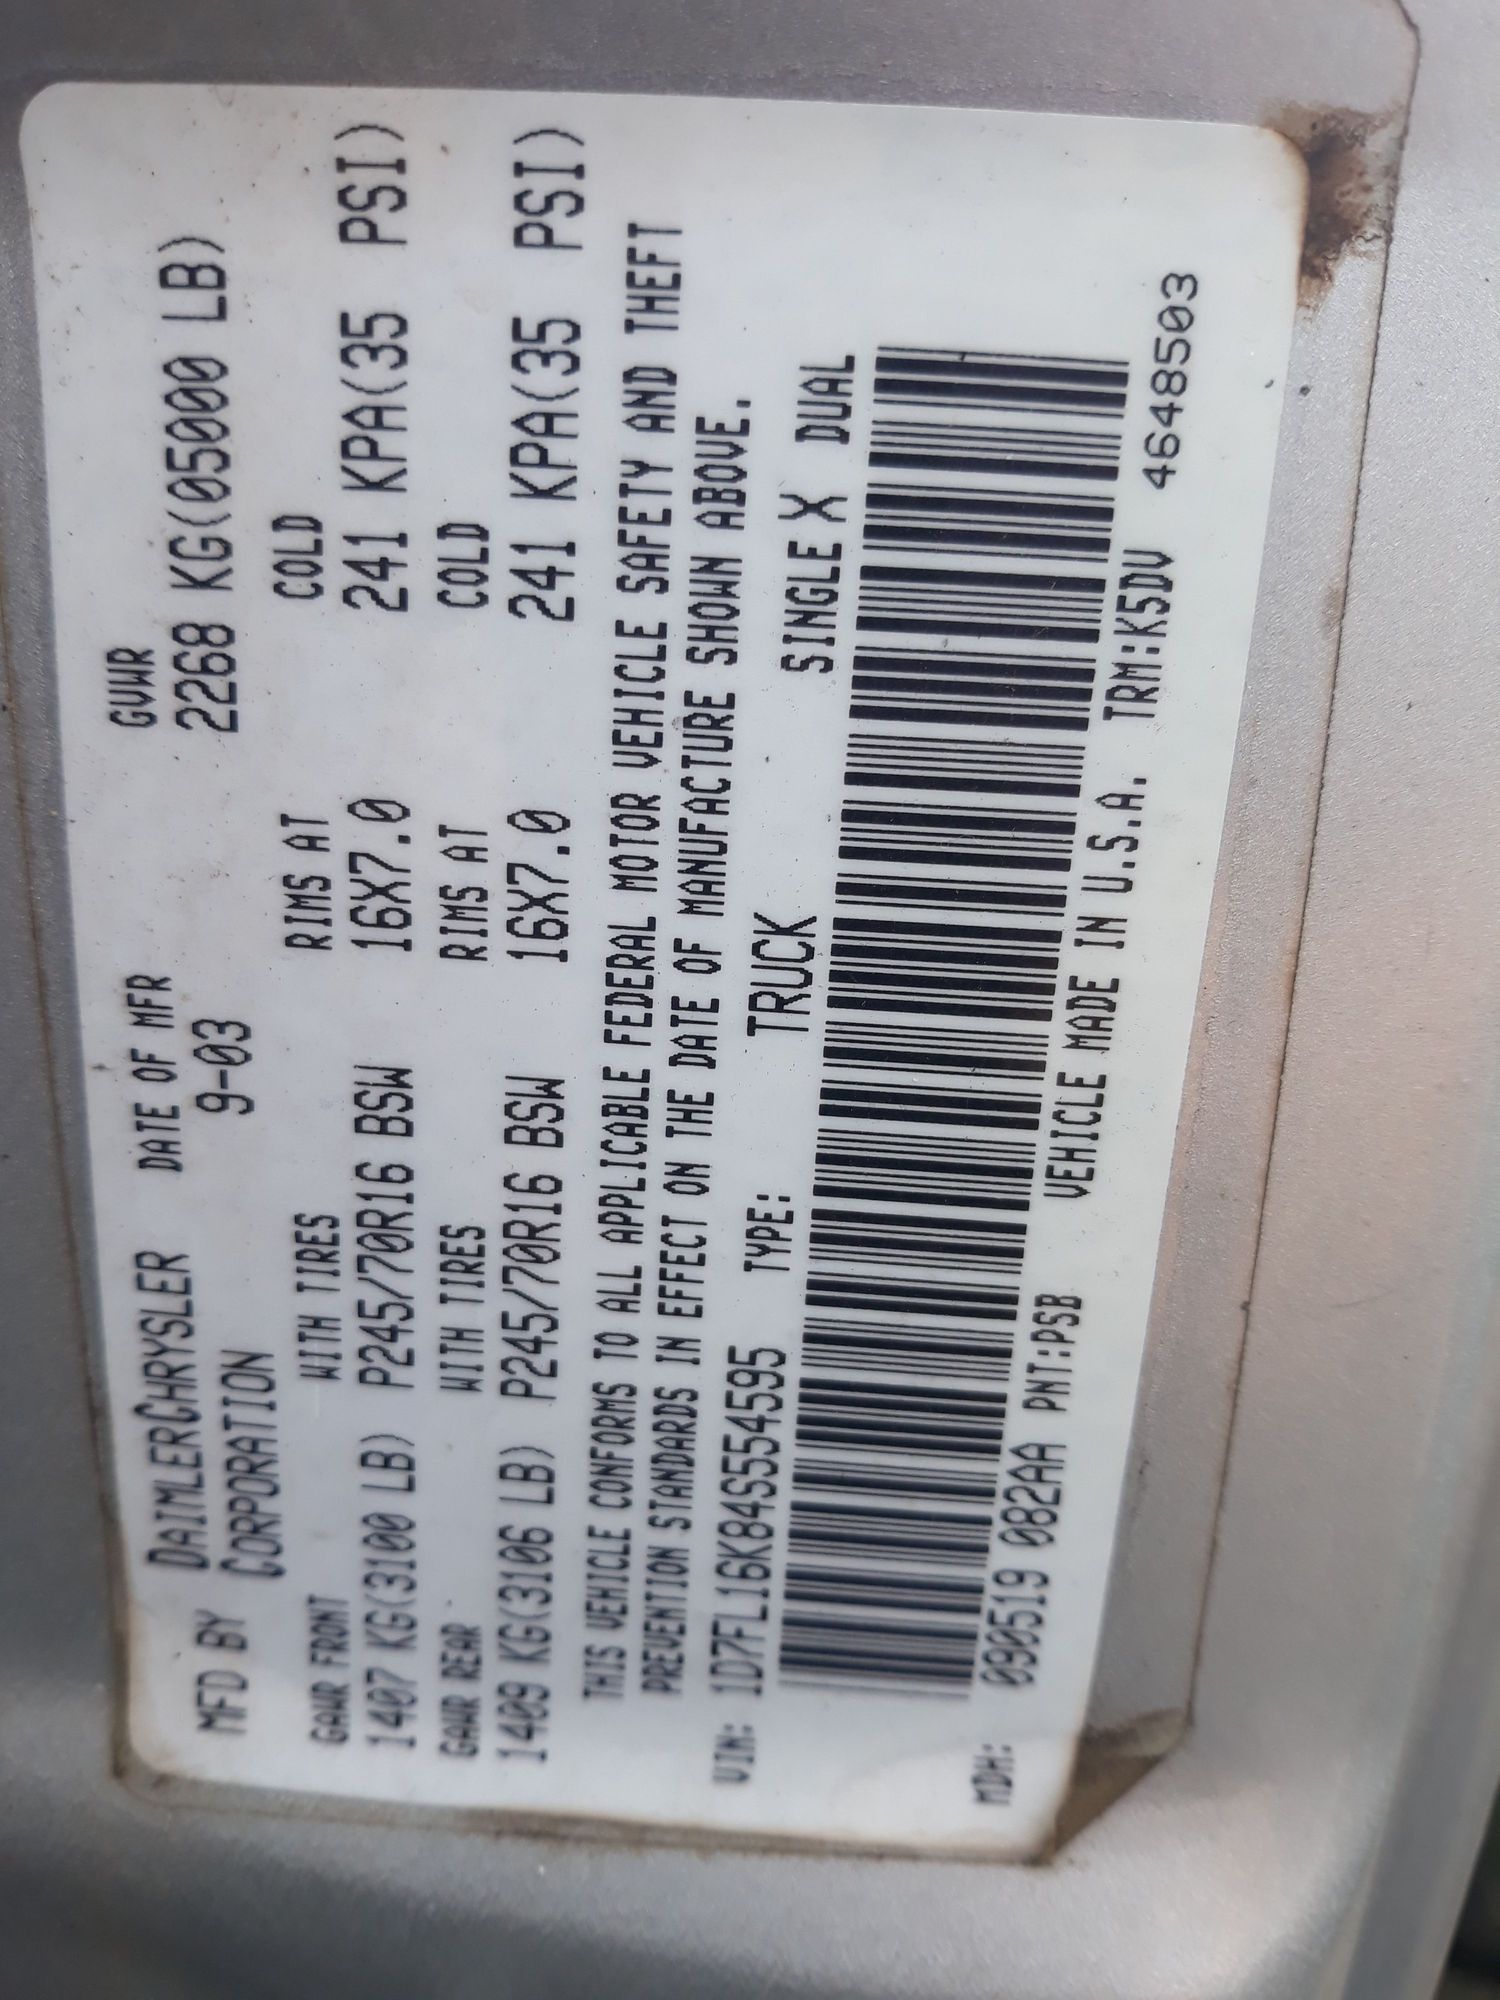 MFD BY DAIMLERCHRYSLER DATE OF MFR GVWR
CORPORATION 9-03 2268 KG(05000 LB)
GAWR FRONT WITH TIRES RIMS AT COLD
1407 KG(3100 LB) P245/70R16 BSW 16X7.0 241 KPA(35 PSI)
GAWR REAR WITH TIRES RIMS AT COLD
1409 KG(3106 LB) P245/70R16 BSW 16X7.0 241 KPA(35 PSI)
THIS VEHICLE CONFORMS TO ALL APPLICABLE FEDERAL MOTOR VEHICLE SAFETY AND THEFT
PREVENTION STANDARDS IN EFFECT ON THE DATE OF MANUFACTURE SHOWN ABOVE.
VIN: 1D7FL16K84S554595 TYPE: TRUCK SINGLE X DUAL
MDH: 090519 082AA PNT:PSB VEHICLE MADE IN U.S.A. TRM:K5DV 4648503